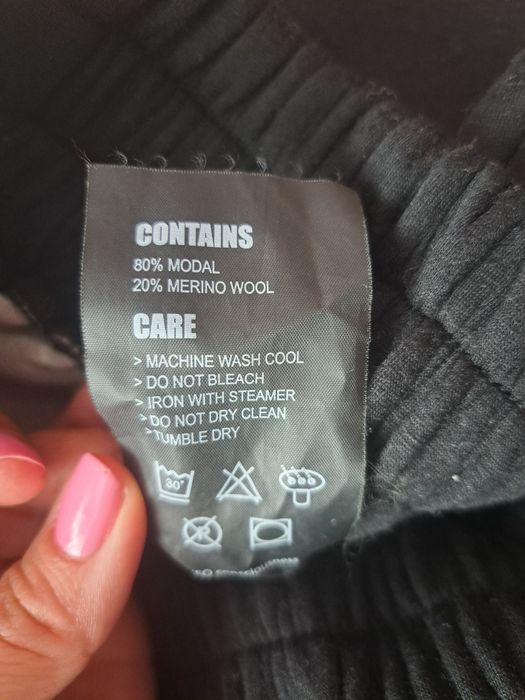 CONTAINS
80% MODAL
20% MERINO WOOL
CARE
> MACHINE WASH COOL
> DO NOT BLEACH
> IRON WITH STEAMER
> DO NOT DRY CLEAN
> TUMBLE DRY
30°
R
consciousness